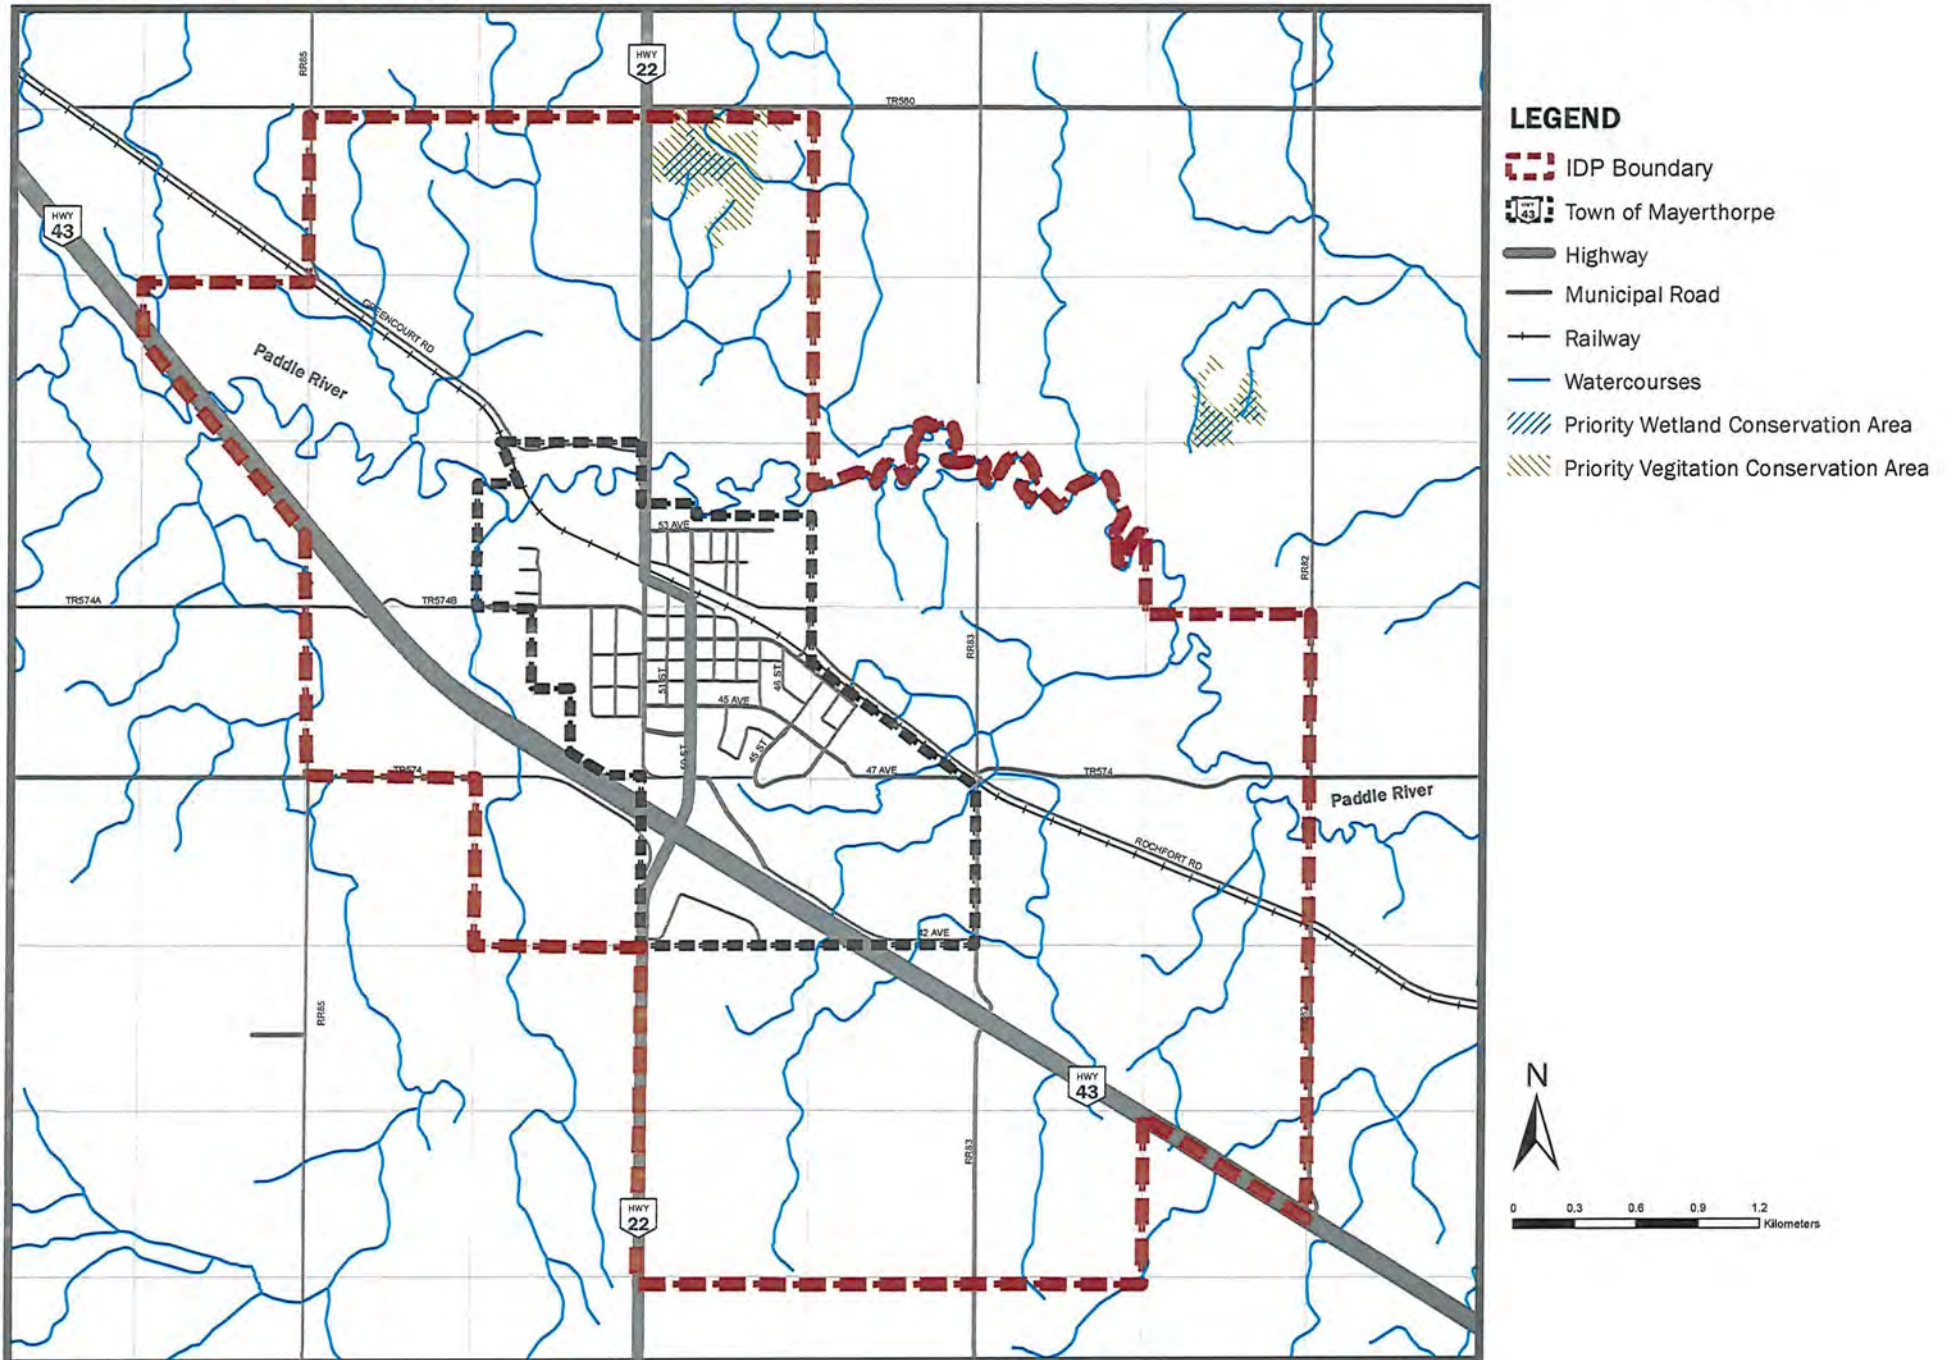 RR85
HWY
22
TR580
HWY
43
GREENCOURT RD
Paddle River
53 AVE
TR574A
TR574B
RR83
RR82
51 ST
46 ST
45 AVE
45 ST
50 ST
TR574
47 AVE
TR574
Paddle River
ROCHFORT RD
42 AVE
RR85
HWY
43
RR83
HWY
22
LEGEND
IDP Boundary
HWY
43
Town of Mayerthorpe
Highway
Municipal Road
Railway
Watercourses
Priority Wetland Conservation Area
Priority Vegitation Conservation Area
N
0 0.3 0.6 0.9 1.2
Kilometers